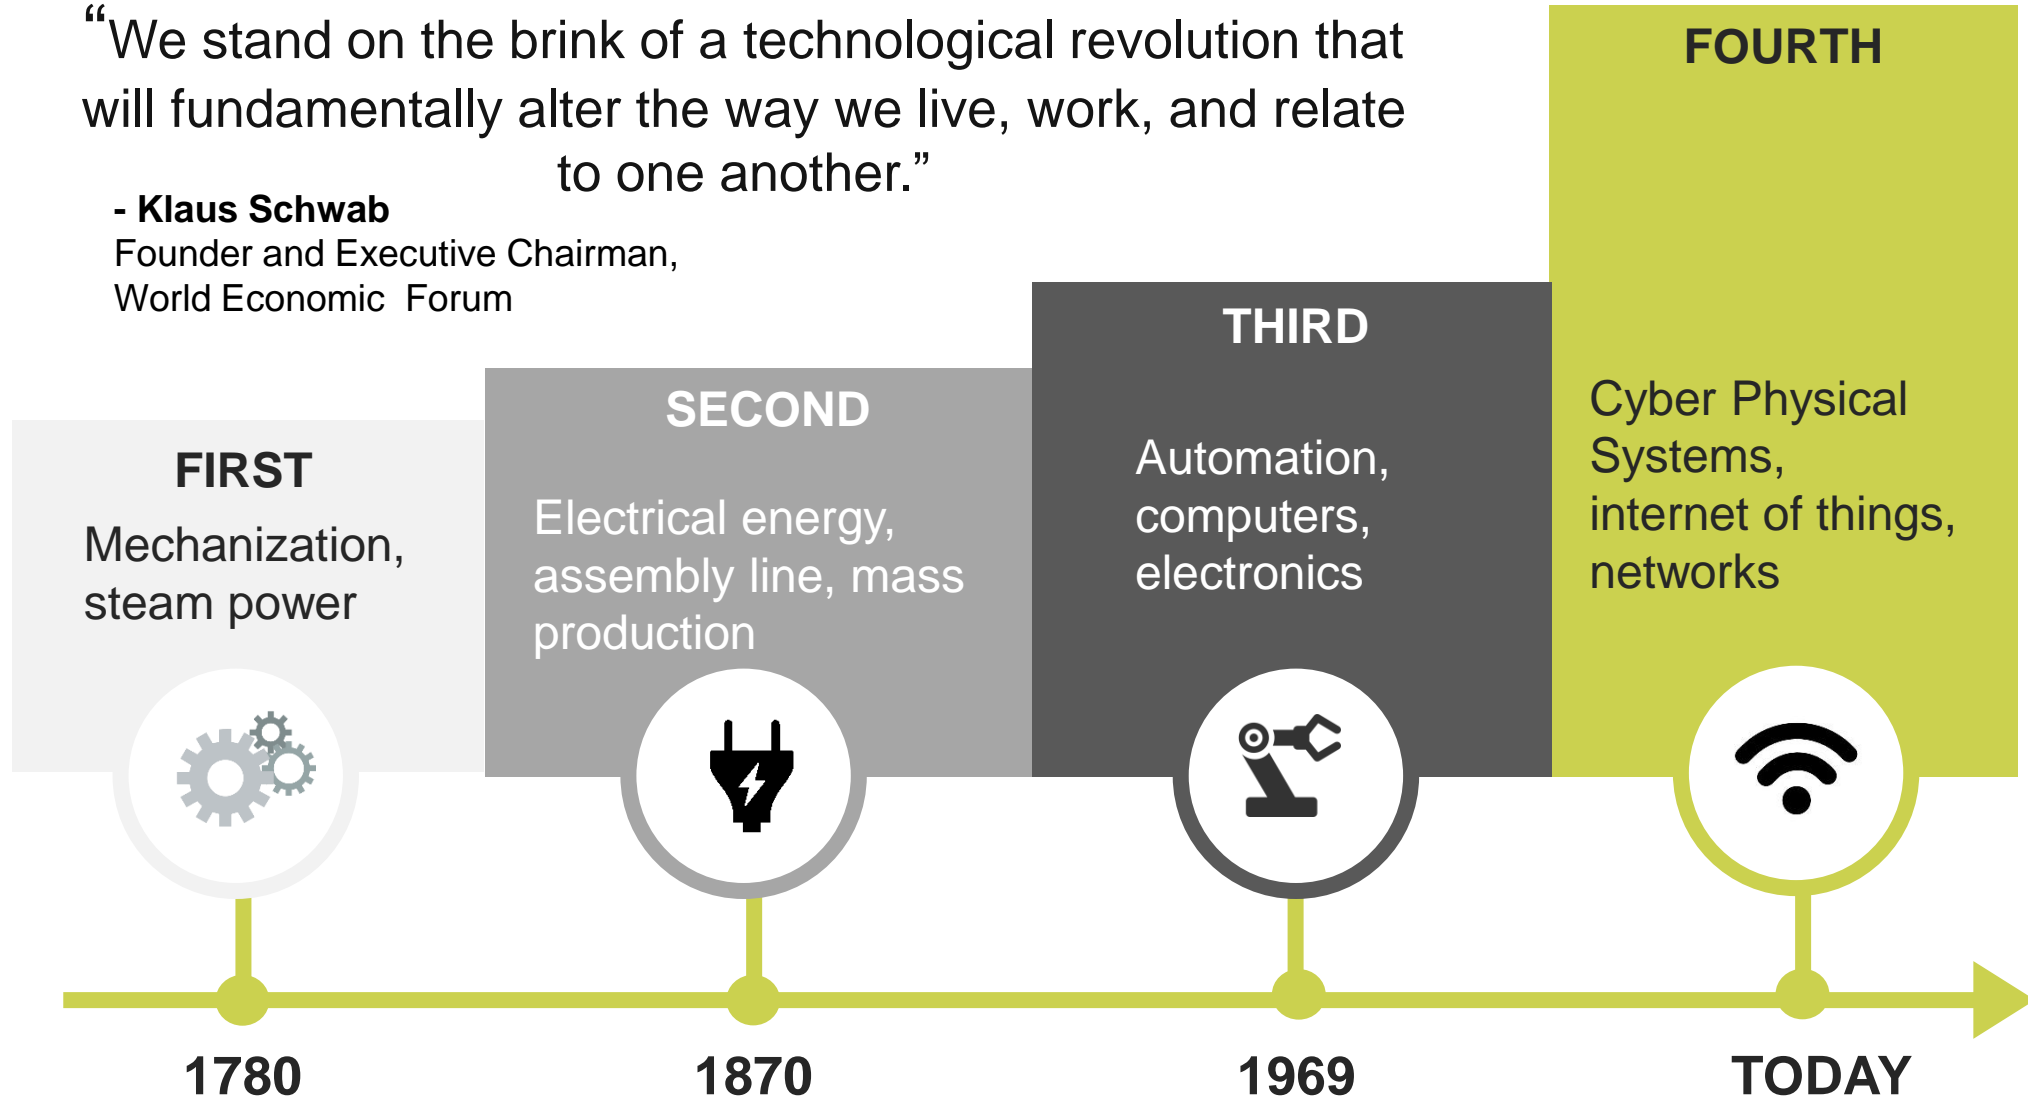 “We stand on the brink of a technological revolution that
will fundamentally alter the way we live, work, and relate
to one another.”
- Klaus Schwab
Founder and Executive Chairman,
World Economic Forum
FIRST
Mechanization,
steam power
SECOND
Electrical energy,
assembly line, mass
production
THIRD
Automation,
computers,
electronics
FOURTH
Cyber Physical
Systems,
internet of things,
networks
1780
1870
1969
TODAY